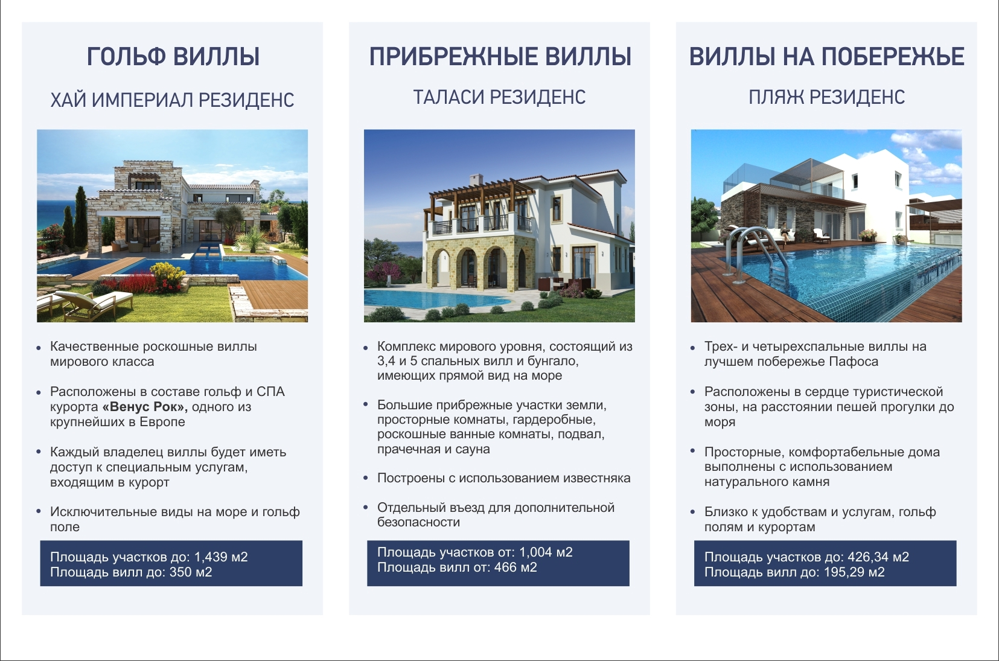 ГОЛЬФ ВИЛЛЫ
ХАЙ ИМПЕРИАЛ РЕЗИДЕНС
Качественные роскошные виллы
мирового класса
Расположены в составе гольф и СПА
курорта «Венус Рок», одного из
крупнейших в Европе
Каждый владелец виллы будет иметь
доступ к специальным услугам,
входящим в курорт
Исключительные виды на море и гольф
поле
Площадь участков до: 1,439 м2
Площадь вилл до: 350 м2
ПРИБРЕЖНЫЕ ВИЛЛЫ
ТАЛАСИ РЕЗИДЕНС
Комплекс мирового уровня, состоящий из
3,4 и 5 спальных вилл и бунгало,
имеющих прямой вид на море
Большие прибрежные участки земли,
просторные комнаты, гардеробные,
роскошные ванные комнаты, подвал,
прачечная и сауна
Построены с использованием известняка
Отдельный въезд для дополнительной
безопасности
Площадь участков от: 1,004 м2
Площадь вилл от: 466 м2
ВИЛЛЫ НА ПОБЕРЕЖЬЕ
ПЛЯЖ РЕЗИДЕНС
Трех- и четырехспальные виллы на
лучшем побережье Пафоса
Расположены в сердце туристической
зоны, на расстоянии пешей прогулки до
моря
Просторные, комфортабельные дома
выполнены с использованием
натурального камня
Близко к удобствам и услугам, гольф
полям и курортам
Площадь участков до: 426,34 м2
Площадь вилл до: 195,29 м2